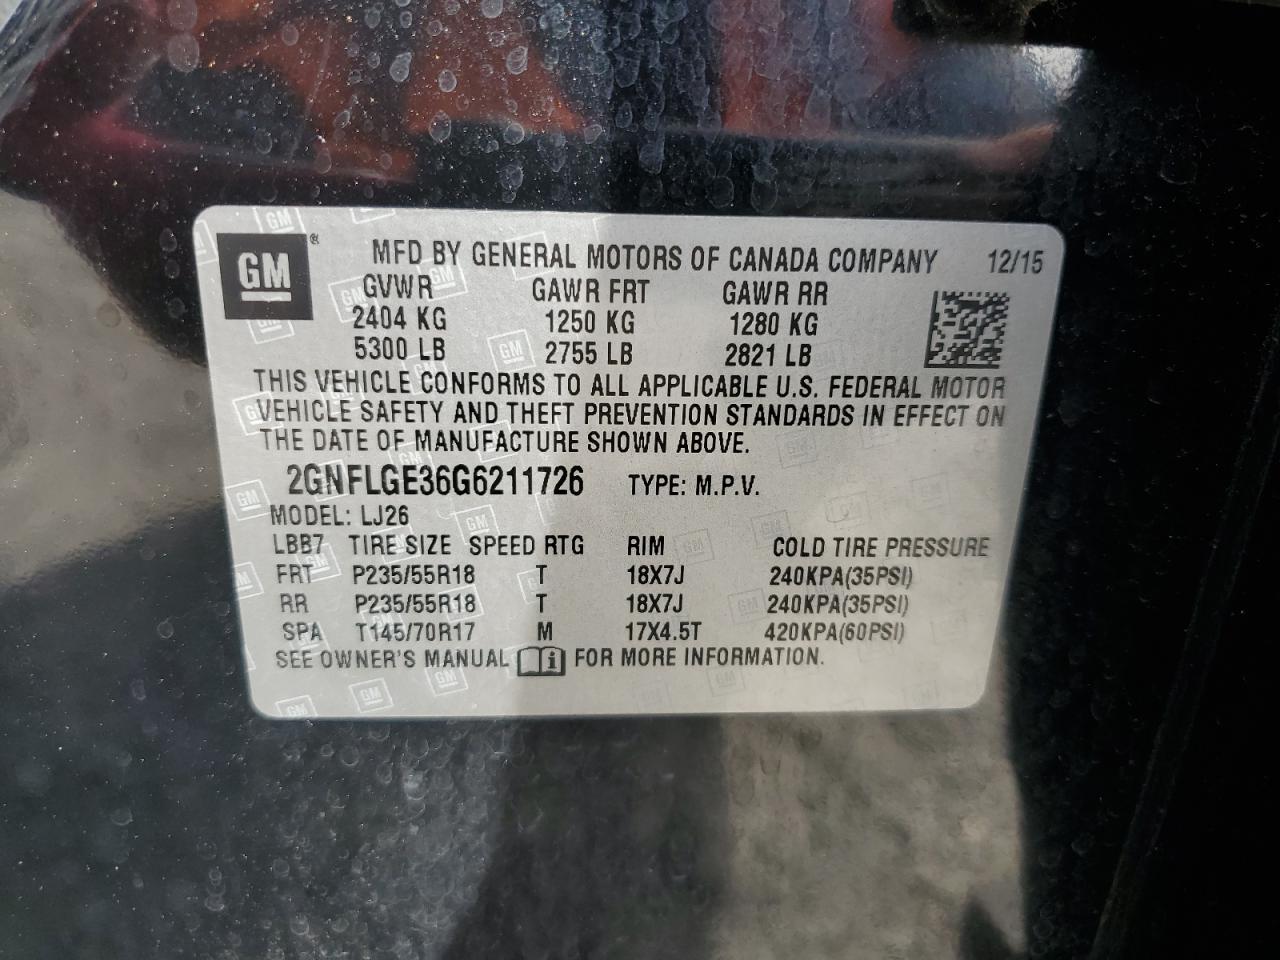 GM ® MFD BY GENERAL MOTORS OF CANADA COMPANY 12/15
GVWR GAWR FRT GAWR RR
2404 KG 1250 KG 1280 KG
5300 LB 2755 LB 2821 LB
THIS VEHICLE CONFORMS TO ALL APPLICABLE U.S. FEDERAL MOTOR
VEHICLE SAFETY AND THEFT PREVENTION STANDARDS IN EFFECT ON
THE DATE OF MANUFACTURE SHOWN ABOVE.
2GNFLGE36G6211726 TYPE: M.P.V.
MODEL: LJ26
LBB7 TIRE SIZE SPEED RTG RIM COLD TIRE PRESSURE
FRT P235/55R18 T 18X7J 240KPA(35PSI)
RR P235/55R18 T 18X7J 240KPA(35PSI)
SPA T145/70R17 M 17X4.5T 420KPA(60PSI)
SEE OWNER'S MANUAL i FOR MORE INFORMATION.